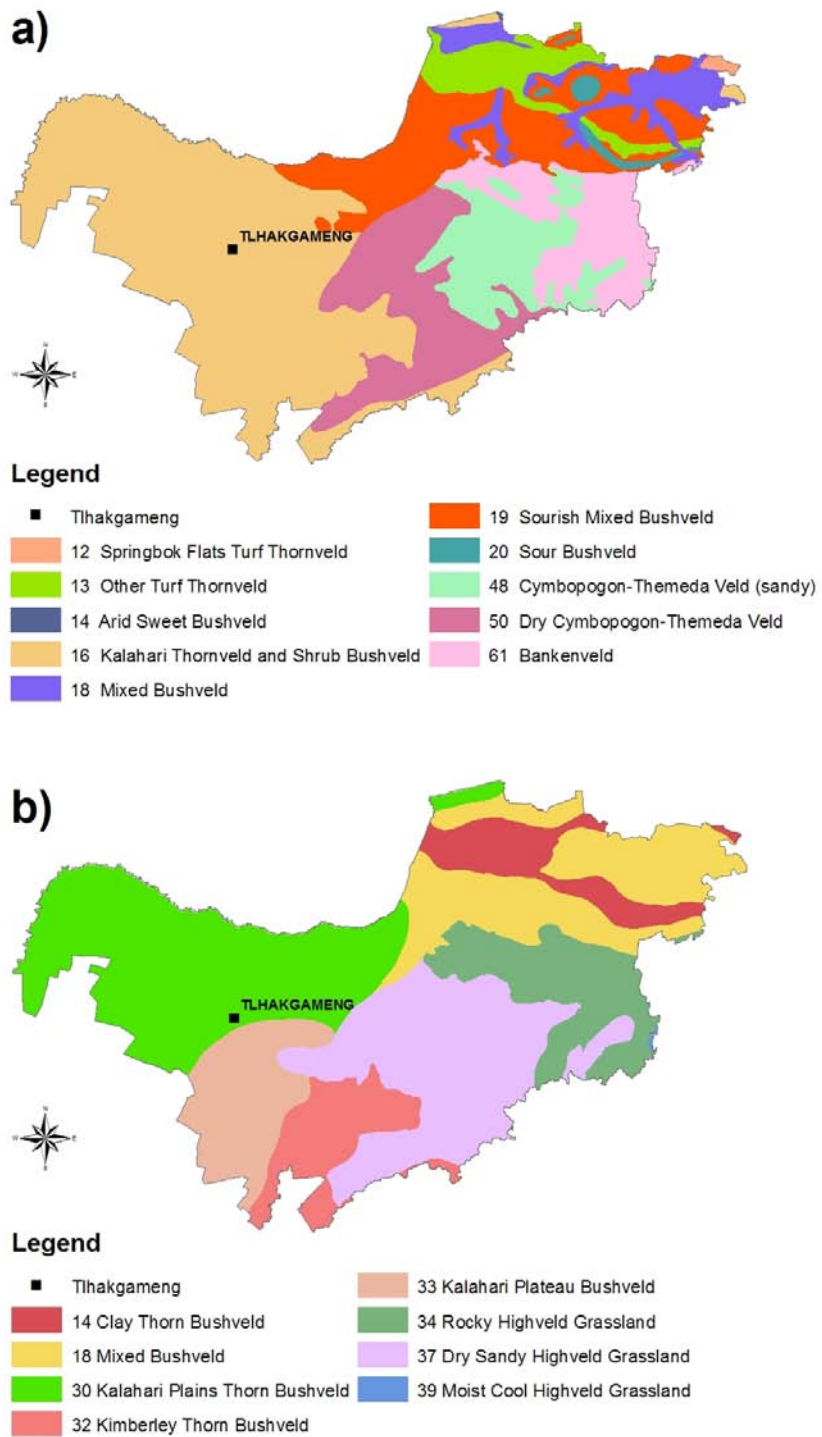 a)
TLHAKGAMENG
N
W
E
S
Legend
Tlhakgameng
12 Springbok Flats Turf Thornveld
13 Other Turf Thornveld
14 Arid Sweet Bushveld
16 Kalahari Thornveld and Shrub Bushveld
18 Mixed Bushveld
19 Sourish Mixed Bushveld
20 Sour Bushveld
48 Cymbopogon-Themeda Veld (sandy)
50 Dry Cymbopogon-Themeda Veld
61 Bankenveld
b)
TLHAKGAMENG
N
W
E
S
Legend
Tlhakgameng
14 Clay Thorn Bushveld
18 Mixed Bushveld
30 Kalahari Plains Thorn Bushveld
32 Kimberley Thorn Bushveld
33 Kalahari Plateau Bushveld
34 Rocky Highveld Grassland
37 Dry Sandy Highveld Grassland
39 Moist Cool Highveld Grassland